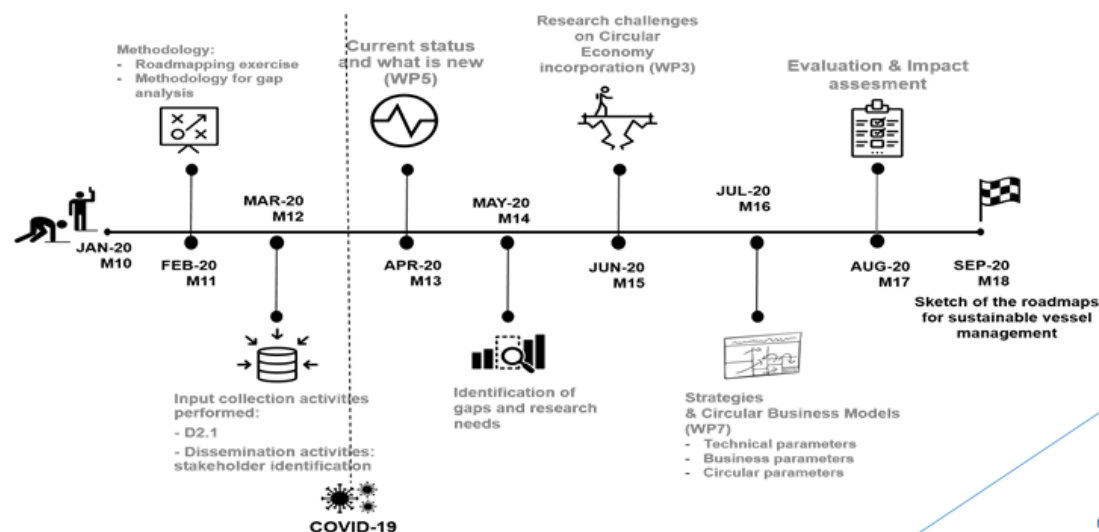 Methodology:
- Roadmapping exercise
- Methodology for gap
analysis
Current status
and what is new
(WP5)
Research challenges
on Circular
Economy
incorporation (WP3)
Evaluation & Impact
assesment
JAN-20
M10
FEB-20
M11
MAR-20
M12
APR-20
M13
MAY-20
M14
JUN-20
M15
JUL-20
M16
AUG-20
M17
SEP-20
M18
Sketch of the roadmaps
for sustainable vessel
management
Input collection activities
performed:
- D2.1
- Dissemination activities:
stakeholder identification
Identification of
gaps and research
needs
Strategies
& Circular Business Models
(WP7)
- Technical parameters
- Business parameters
- Circular parameters
COVID-19